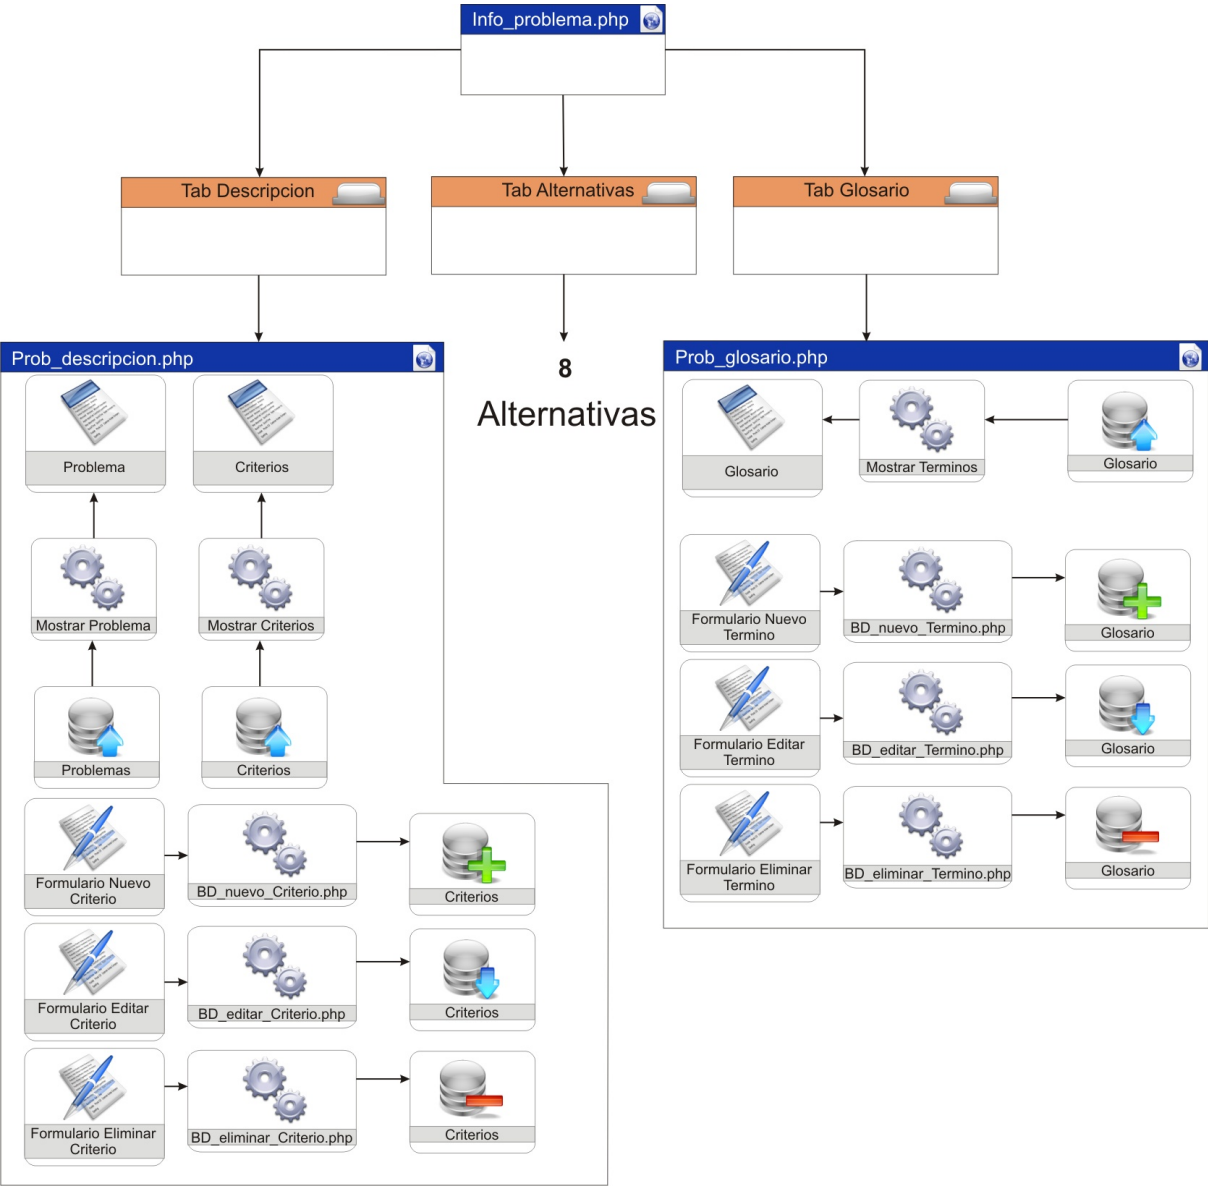 Info_problema.php
Tab Descripcion
Tab Alternativas
Tab Glosario
Prob_descripcion.php
Problema
Criterios
Mostrar Problema
Mostrar Criterios
Problemas
Criterios
Formulario Nuevo
Criterio
BD_nuevo_Criterio.php
Criterios
Formulario Editar
Criterio
BD_editar_Criterio.php
Criterios
Formulario Eliminar
Criterio
BD_eliminar_Criterio.php
Criterios
8
Alternativas
Prob_glosario.php
Glosario
Mostrar Terminos
Glosario
Formulario Nuevo
Termino
BD_nuevo_Termino.php
Glosario
Formulario Editar
Termino
BD_editar_Termino.php
Glosario
Formulario Eliminar
Termino
BD_eliminar_Termino.php
Glosario